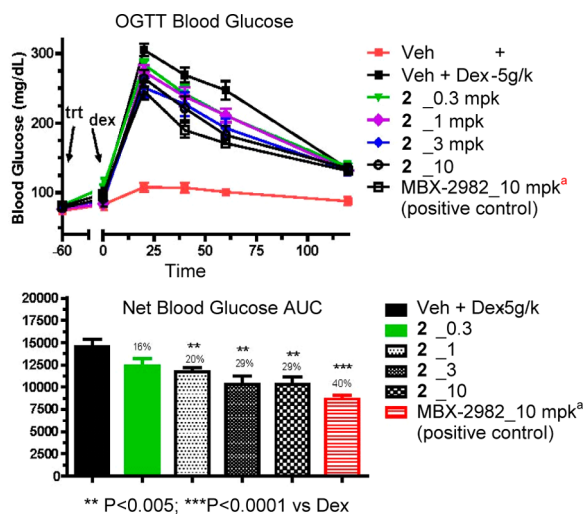 OGTT Blood Glucose
Blood Glucose (mg/dL)
300
200
100
trt
dex
-60
0
25
50
75
100
Time
Veh +
Veh + Dex-5g/k
2 _0.3 mpk
2 _1 mpk
2 _3 mpk
2 _10
MBX-2982_10 mpkᵃ
(positive control)
Net Blood Glucose AUC
20000
17500
15000
12500
10000
7500
5000
2500
0
16%
**
20%
**
29%
**
29%
***
40%
Veh + Dex5g/k
2 _0.3
2 _1
2 _3
2 _10
MBX-2982_10 mpkᵃ
(positive control)
** P<0.005; ***P<0.0001 vs Dex